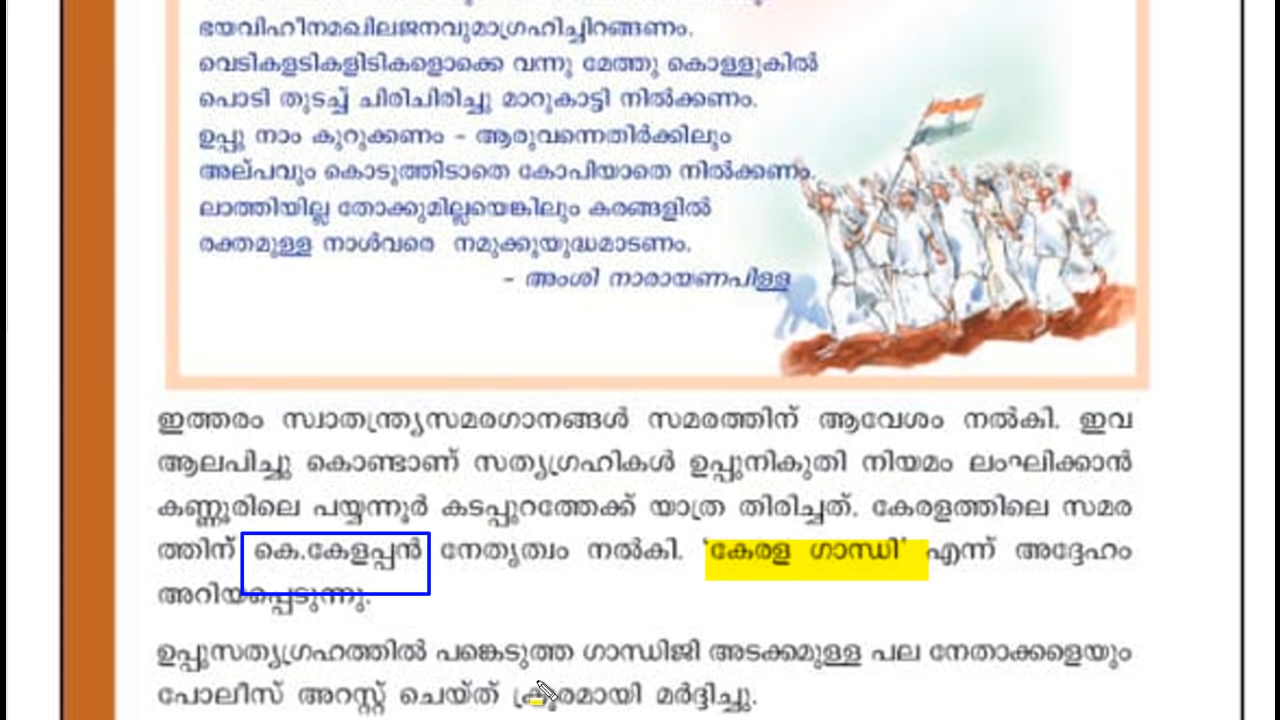 ഭയവിഹീനമഖിലജനവുമാഗ്രഹിച്ചിറങ്ങണം.
വെടികളടികളിടികളൊക്കെ വന്നു മേത്തു കൊള്ളുകിൽ
പൊടി തുടച്ച് ചിരിചിരിച്ചു മാറുകാട്ടി നിൽക്കണം.
ഉപ്പു നാം കുറുക്കണം – ആരുവന്നെതിർക്കിലും
അല്പവും കൊടുത്തിടാതെ കോപിയാതെ നിൽക്കണം.
ലാത്തിയില്ല തോക്കുമില്ലയെങ്കിലും കരങ്ങളിൽ
രക്തമുള്ള നാൾവരെ നമുക്കുയുദ്ധമാടണം.
– അംശി നാരായണപിള്ള
ഇത്തരം സ്വാതന്ത്ര്യസമരഗാനങ്ങൾ സമരത്തിന് ആവേശം നൽകി. ഇവ
ആലപിച്ചു കൊണ്ടാണ് സത്യഗ്രഹികൾ ഉപ്പുനികുതി നിയമം ലംഘിക്കാൻ
കണ്ണൂരിലെ പയ്യന്നൂർ കടപ്പുറത്തേക്ക് യാത്ര തിരിച്ചത്. കേരളത്തിലെ സമര
ത്തിന് കെ.കേളപ്പൻ നേതൃത്വം നൽകി. 'കേരള ഗാന്ധി' എന്ന് അദ്ദേഹം
അറിയപ്പെടുന്നു.
ഉപ്പുസത്യഗ്രഹത്തിൽ പങ്കെടുത്ത ഗാന്ധിജി അടക്കമുള്ള പല നേതാക്കളെയും
പോലീസ് അറസ്റ്റ് ചെയ്ത് ക്രൂരമായി മർദ്ദിച്ചു.